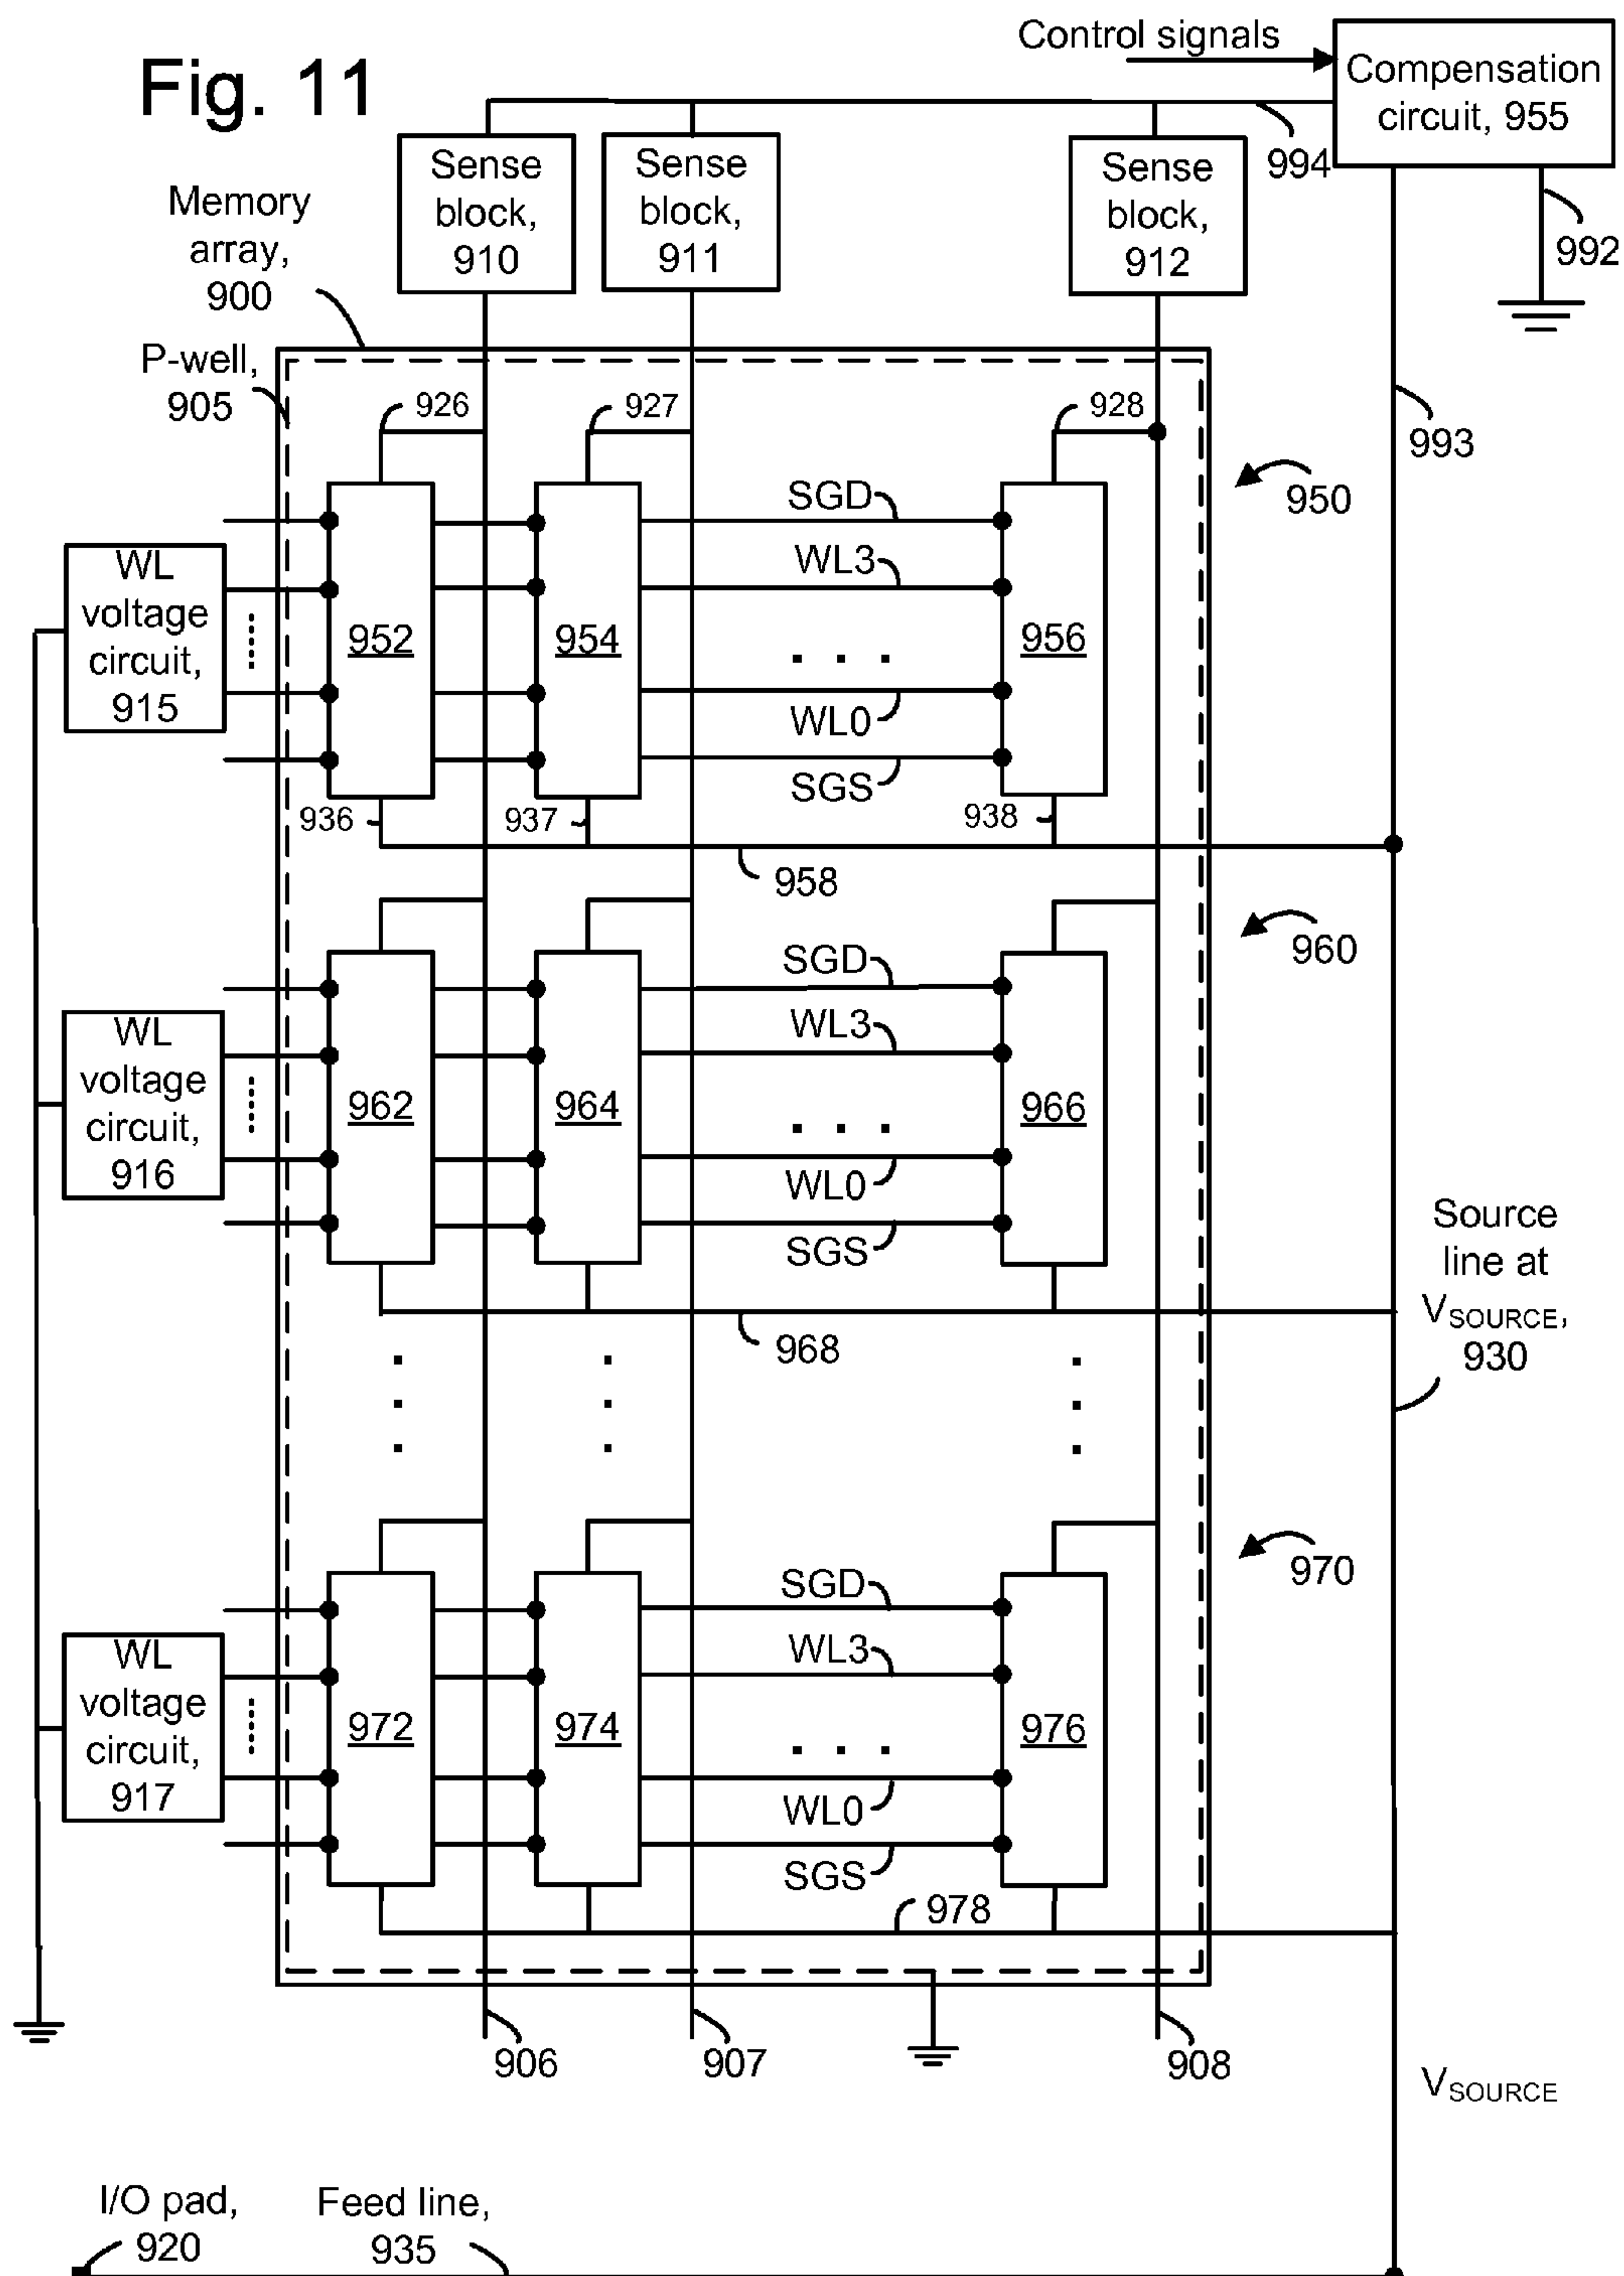 Fig. 11
Control signals
Compensation
circuit, 955
994
992
993
Sense
block,
910
Sense
block,
911
Sense
block,
912
Memory
array,
900
P-well,
905
926
927
928
950
SGD
WL3
. . .
WL0
SGS
WL
voltage
circuit,
915
952
954
956
936
937
938
958
960
SGD
WL3
. . .
WL0
SGS
WL
voltage
circuit,
916
962
964
966
968
Source
line at
VSOURCE,
930
970
SGD
WL3
. . .
WL0
SGS
WL
voltage
circuit,
917
972
974
976
978
906
907
908
VSOURCE
I/O pad,
920
Feed line,
935